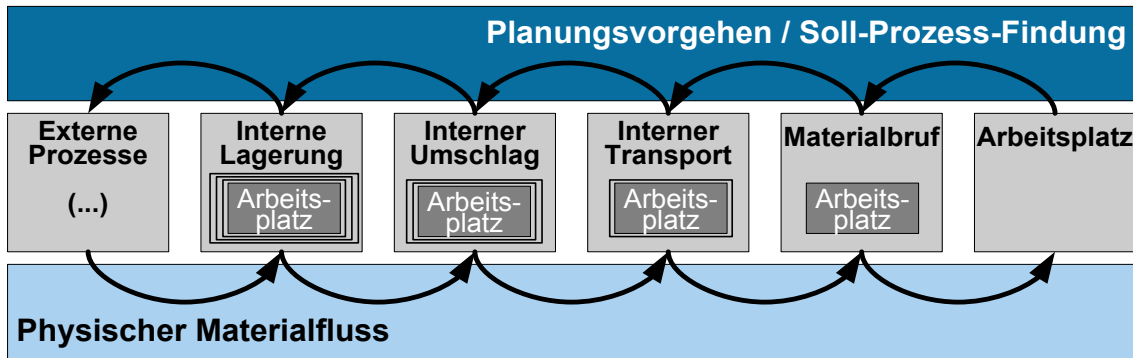 Planungsvorgehen / Soll-Prozess-Findung
Externe
Prozesse
(...)
Interne
Lagerung
Arbeits-
platz
Interner
Umschlag
Arbeits-
platz
Interner
Transport
Arbeits-
platz
Materialbruf
Arbeits-
platz
Arbeitsplatz
Physischer Materialfluss